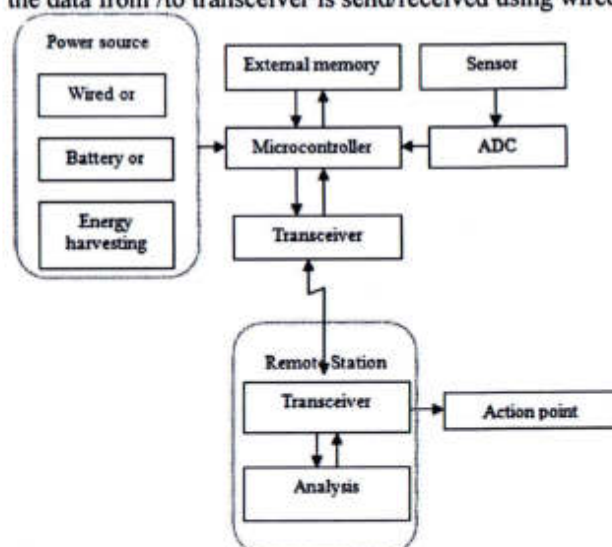 the data from /to transceiver is send/received using wired
Power source
Wired or
Battery or
Energy
harvesting
External memory
Sensor
Microcontroller
ADC
Transceiver
Remote Station
Transceiver
Action point
Analysis